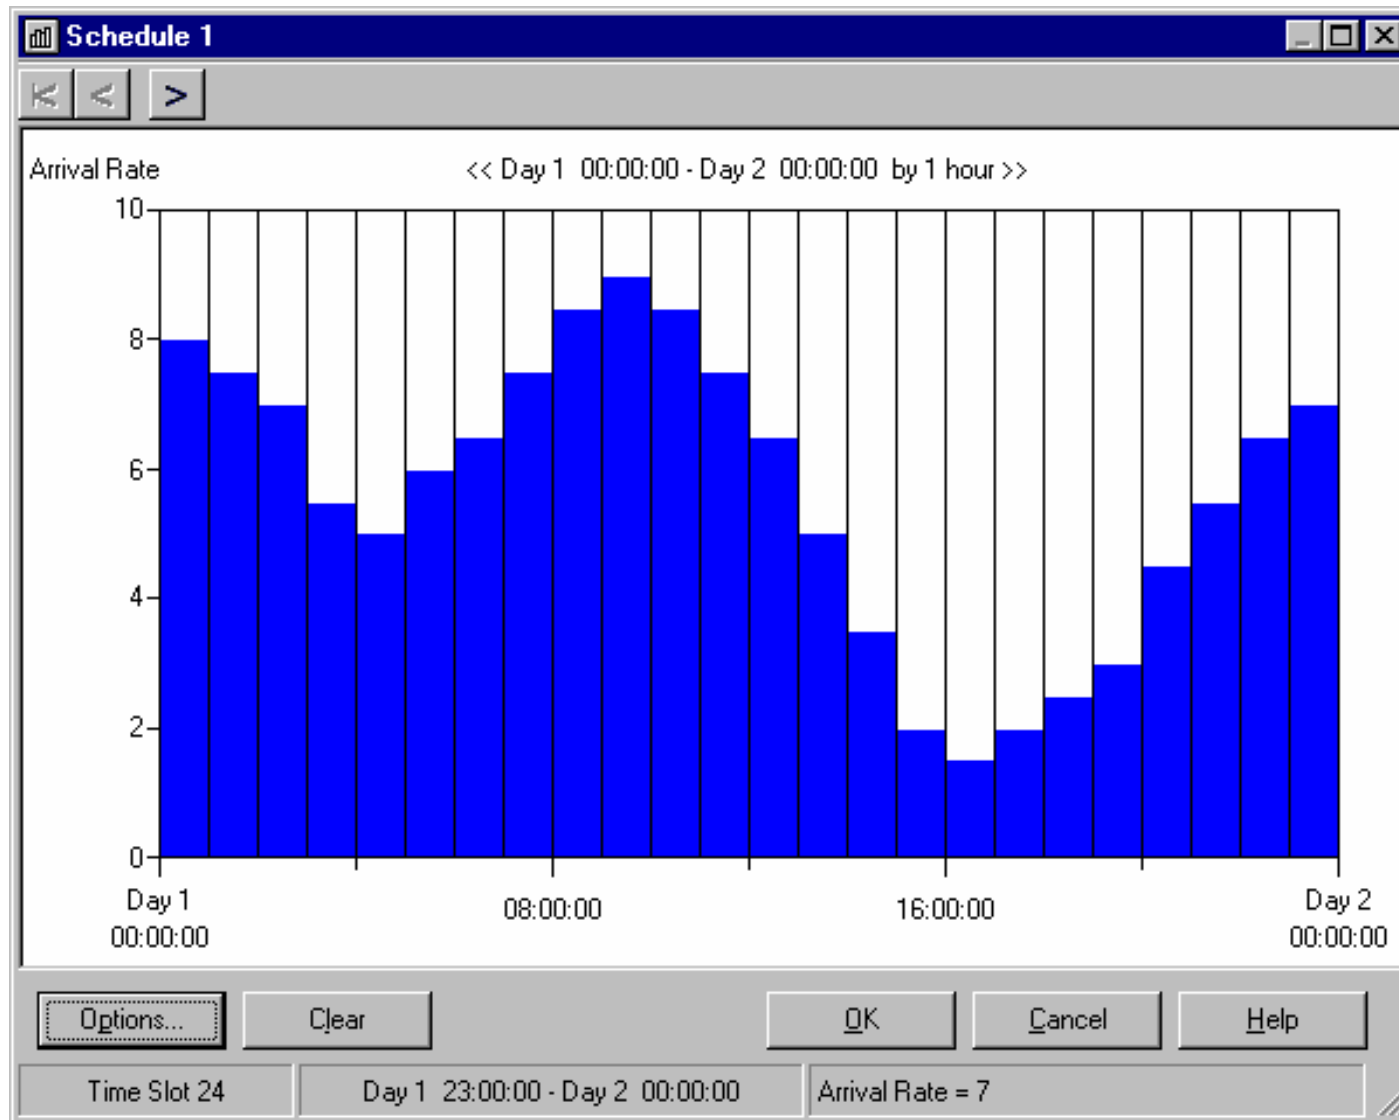 Schedule 1
Arrival Rate
<< Day 1 00:00:00 - Day 2 00:00:00 by 1 hour >>
10
8
6
4
2
0
Day 1
00:00:00
08:00:00
16:00:00
Day 2
00:00:00
Options...
Clear
OK
Cancel
Help
Time Slot 24
Day 1 23:00:00 - Day 2 00:00:00
Arrival Rate = 7